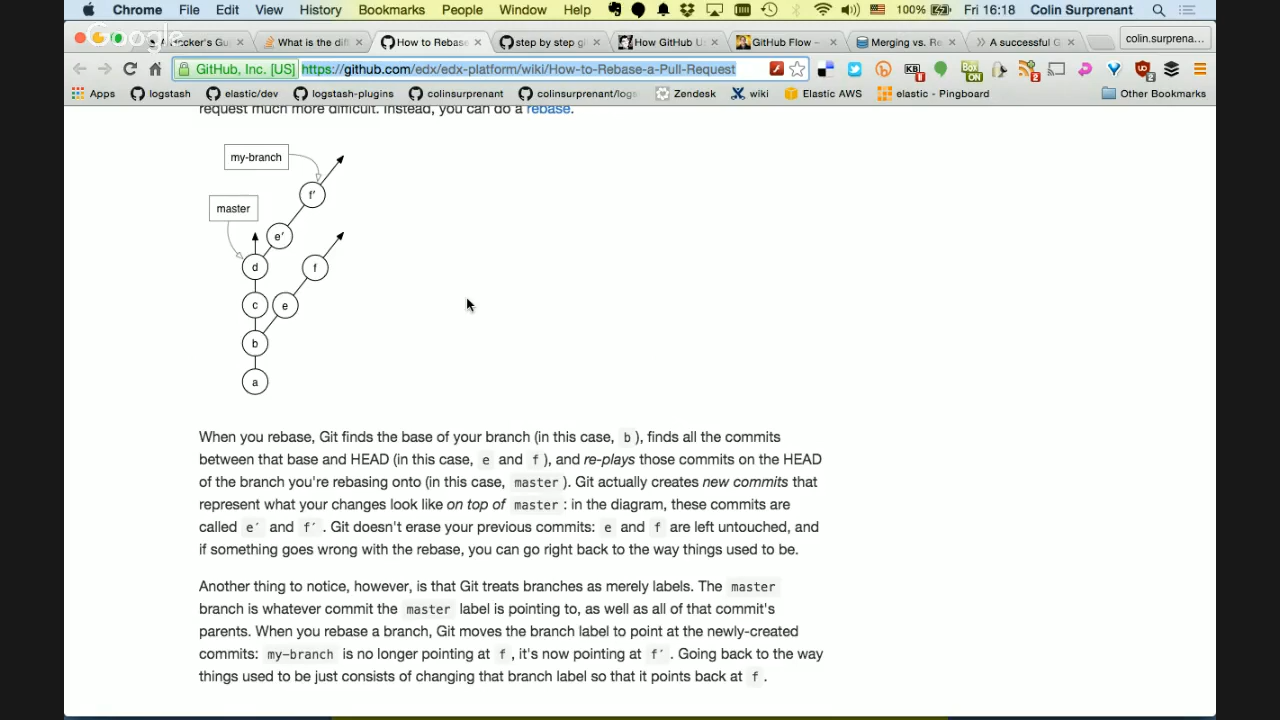 Chrome File Edit View History Bookmarks People Window Help 100% Fri 16:18 Colin Surprenant
Google
cker's Gu What is the dif How to Rebase step by step gi How GitHub U GitHub Flow – Merging vs. Re A successful G colin.surprena...
GitHub, Inc. [US] https://github.com/edx/edx-platform/wiki/How-to-Rebase-a-Pull-Request
Apps logstash elastic/dev logstash-plugins colinsurprenant colinsurprenant/logs Zendesk wiki Elastic AWS elastic - Pingboard Other Bookmarks
request much more difficult. Instead, you can do a rebase.
my-branch
f′
master
e′
d
f
c
e
b
a
When you rebase, Git finds the base of your branch (in this case, b ), finds all the commits
between that base and HEAD (in this case, e and f ), and re-plays those commits on the HEAD
of the branch you're rebasing onto (in this case, master ). Git actually creates new commits that
represent what your changes look like on top of master : in the diagram, these commits are
called e′ and f′ . Git doesn't erase your previous commits: e and f are left untouched, and
if something goes wrong with the rebase, you can go right back to the way things used to be.
Another thing to notice, however, is that Git treats branches as merely labels. The master
branch is whatever commit the master label is pointing to, as well as all of that commit's
parents. When you rebase a branch, Git moves the branch label to point at the newly-created
commits: my-branch is no longer pointing at f , it's now pointing at f′ . Going back to the way
things used to be just consists of changing that branch label so that it points back at f .